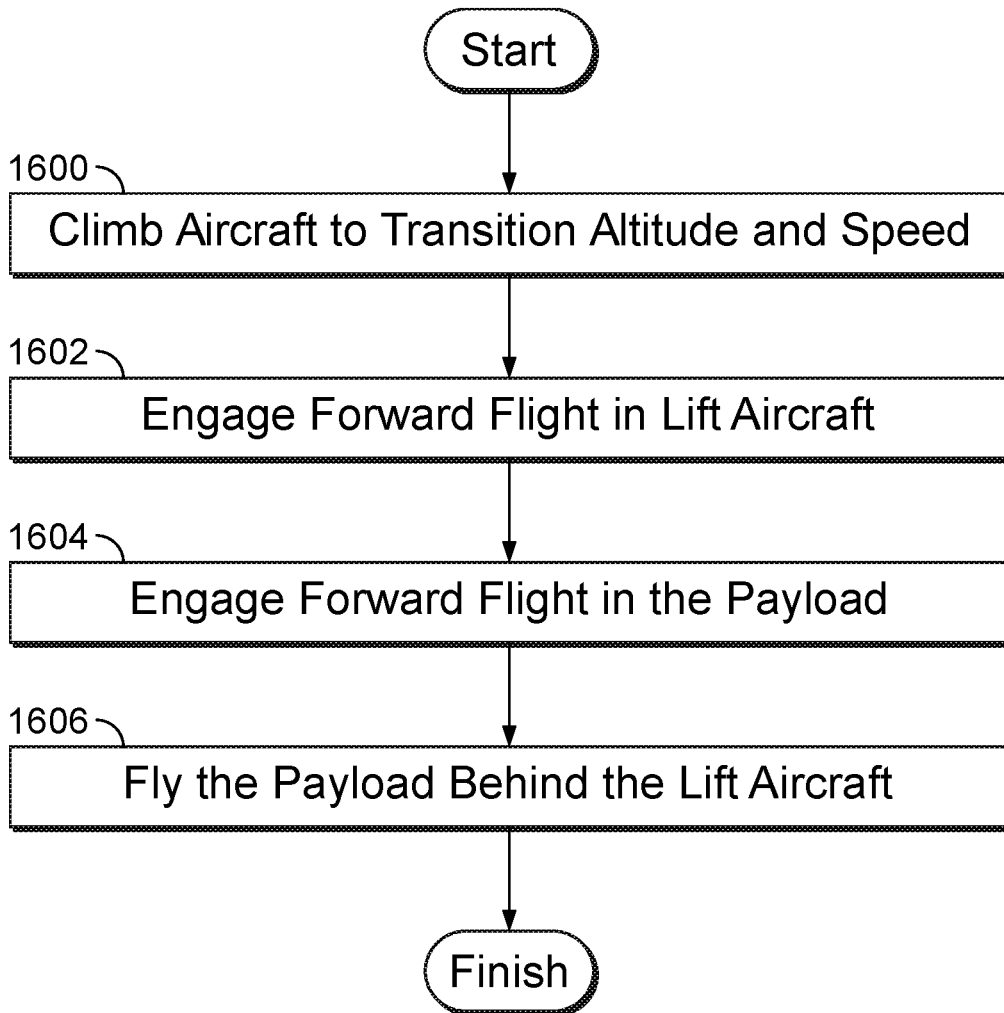 Start
1600
Climb Aircraft to Transition Altitude and Speed
1602
Engage Forward Flight in Lift Aircraft
1604
Engage Forward Flight in the Payload
1606
Fly the Payload Behind the Lift Aircraft
Finish